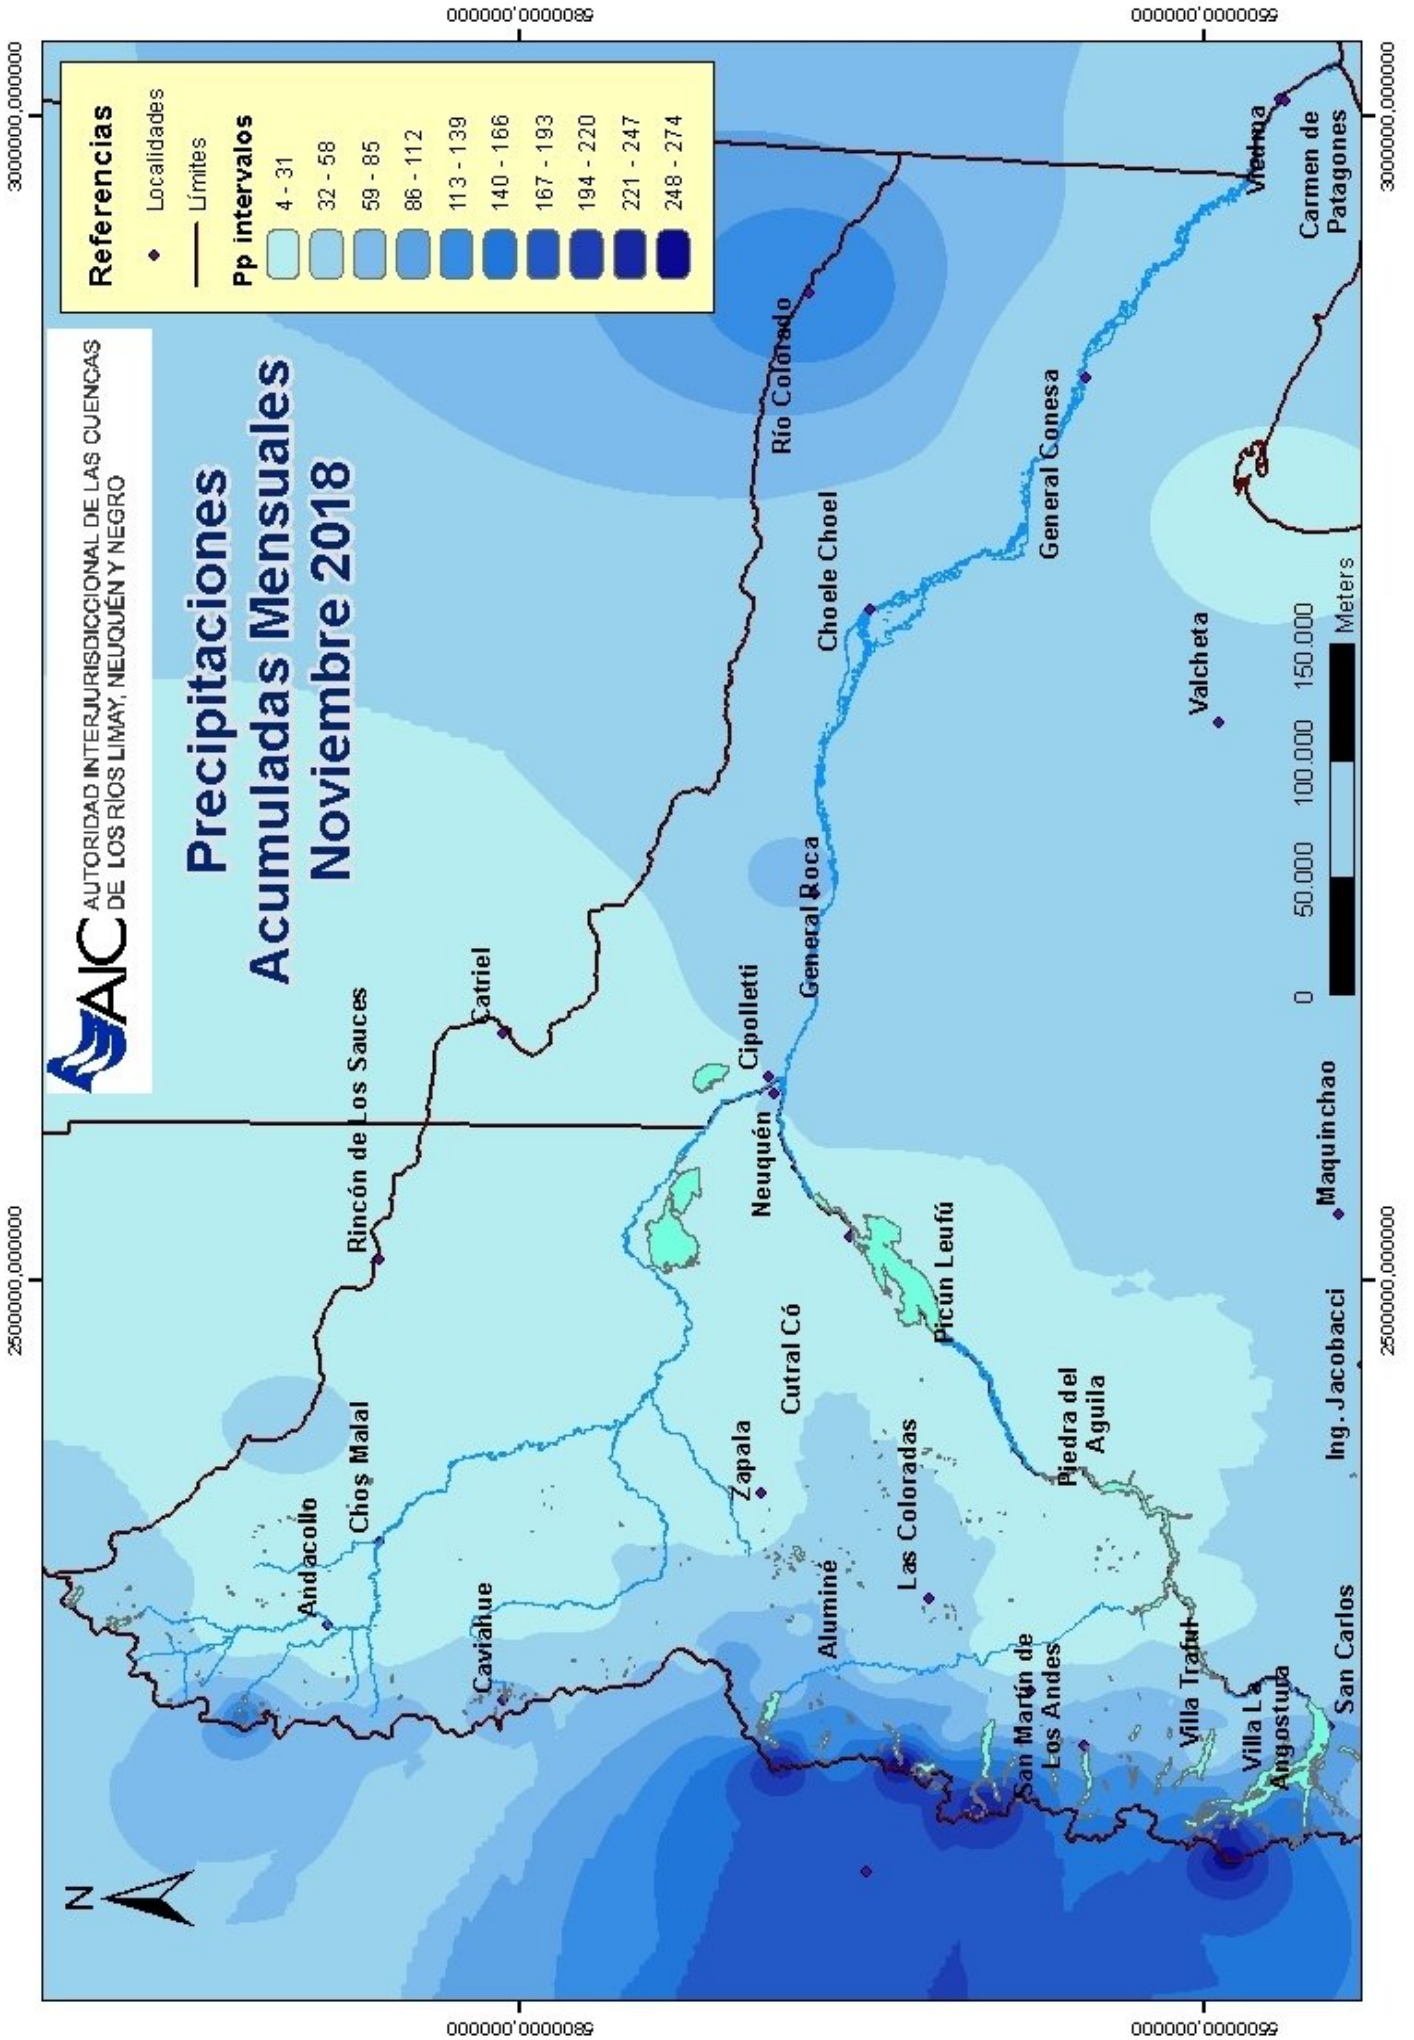 AIC
AUTORIDAD INTERJURISDICCIONAL DE LAS CUENCAS
DE LOS RÍOS LIMAY, NEUQUÉN Y NEGRO
Precipitaciones
Acumuladas Mensuales
Noviembre 2018
Referencias
Localidades
Límites
Pp intervalos
4 - 31
32 - 58
59 - 85
86 - 112
113 - 139
140 - 166
167 - 193
194 - 220
221 - 247
248 - 274
N
2500000,000000
3000000,000000
Rincón de Los Sauces
Catriel
Andacollo
Chos Malal
Caviahue
Río Colorado
Cipolletti
Neuquén
General Roca
Choele Choel
Zapala
Cutral Có
Aluminé
Las Coloradas
Picún Leufú
General Conesa
San Martín de
Los Andes
Piedra del
Aguila
Villa Traful
Valcheta
Viedma
Carmen de
Patagones
Villa La
Angostura
San Carlos
Ing. Jacobacci
Maquinchao
0 50.000 100.000 150.000
Meters
2500000,000000
3000000,000000